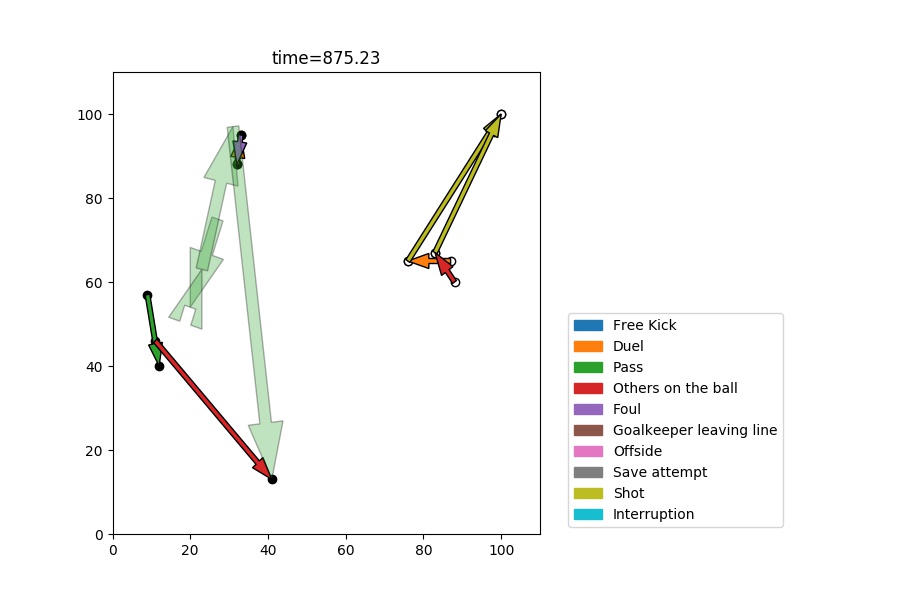 time=875.23
100
80
60
40
20
0
0 20 40 60 80 100
Free Kick
Duel
Pass
Others on the ball
Foul
Goalkeeper leaving line
Offside
Save attempt
Shot
Interruption